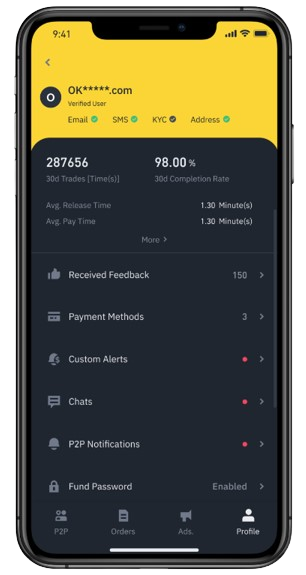 9:41
O
OK*****.com
Verified User
Email SMS KYC Address
287656 98.00 %
30d Trades [Time(s)] 30d Completion Rate
Avg. Release Time 1.30 Minute(s)
Avg. Pay Time 1.30 Minute(s)
More >
Received Feedback 150 >
Payment Methods 3 >
Custom Alerts >
Chats >
P2P Notifications >
Fund Password Enabled >
P2P Orders Ads. Profile